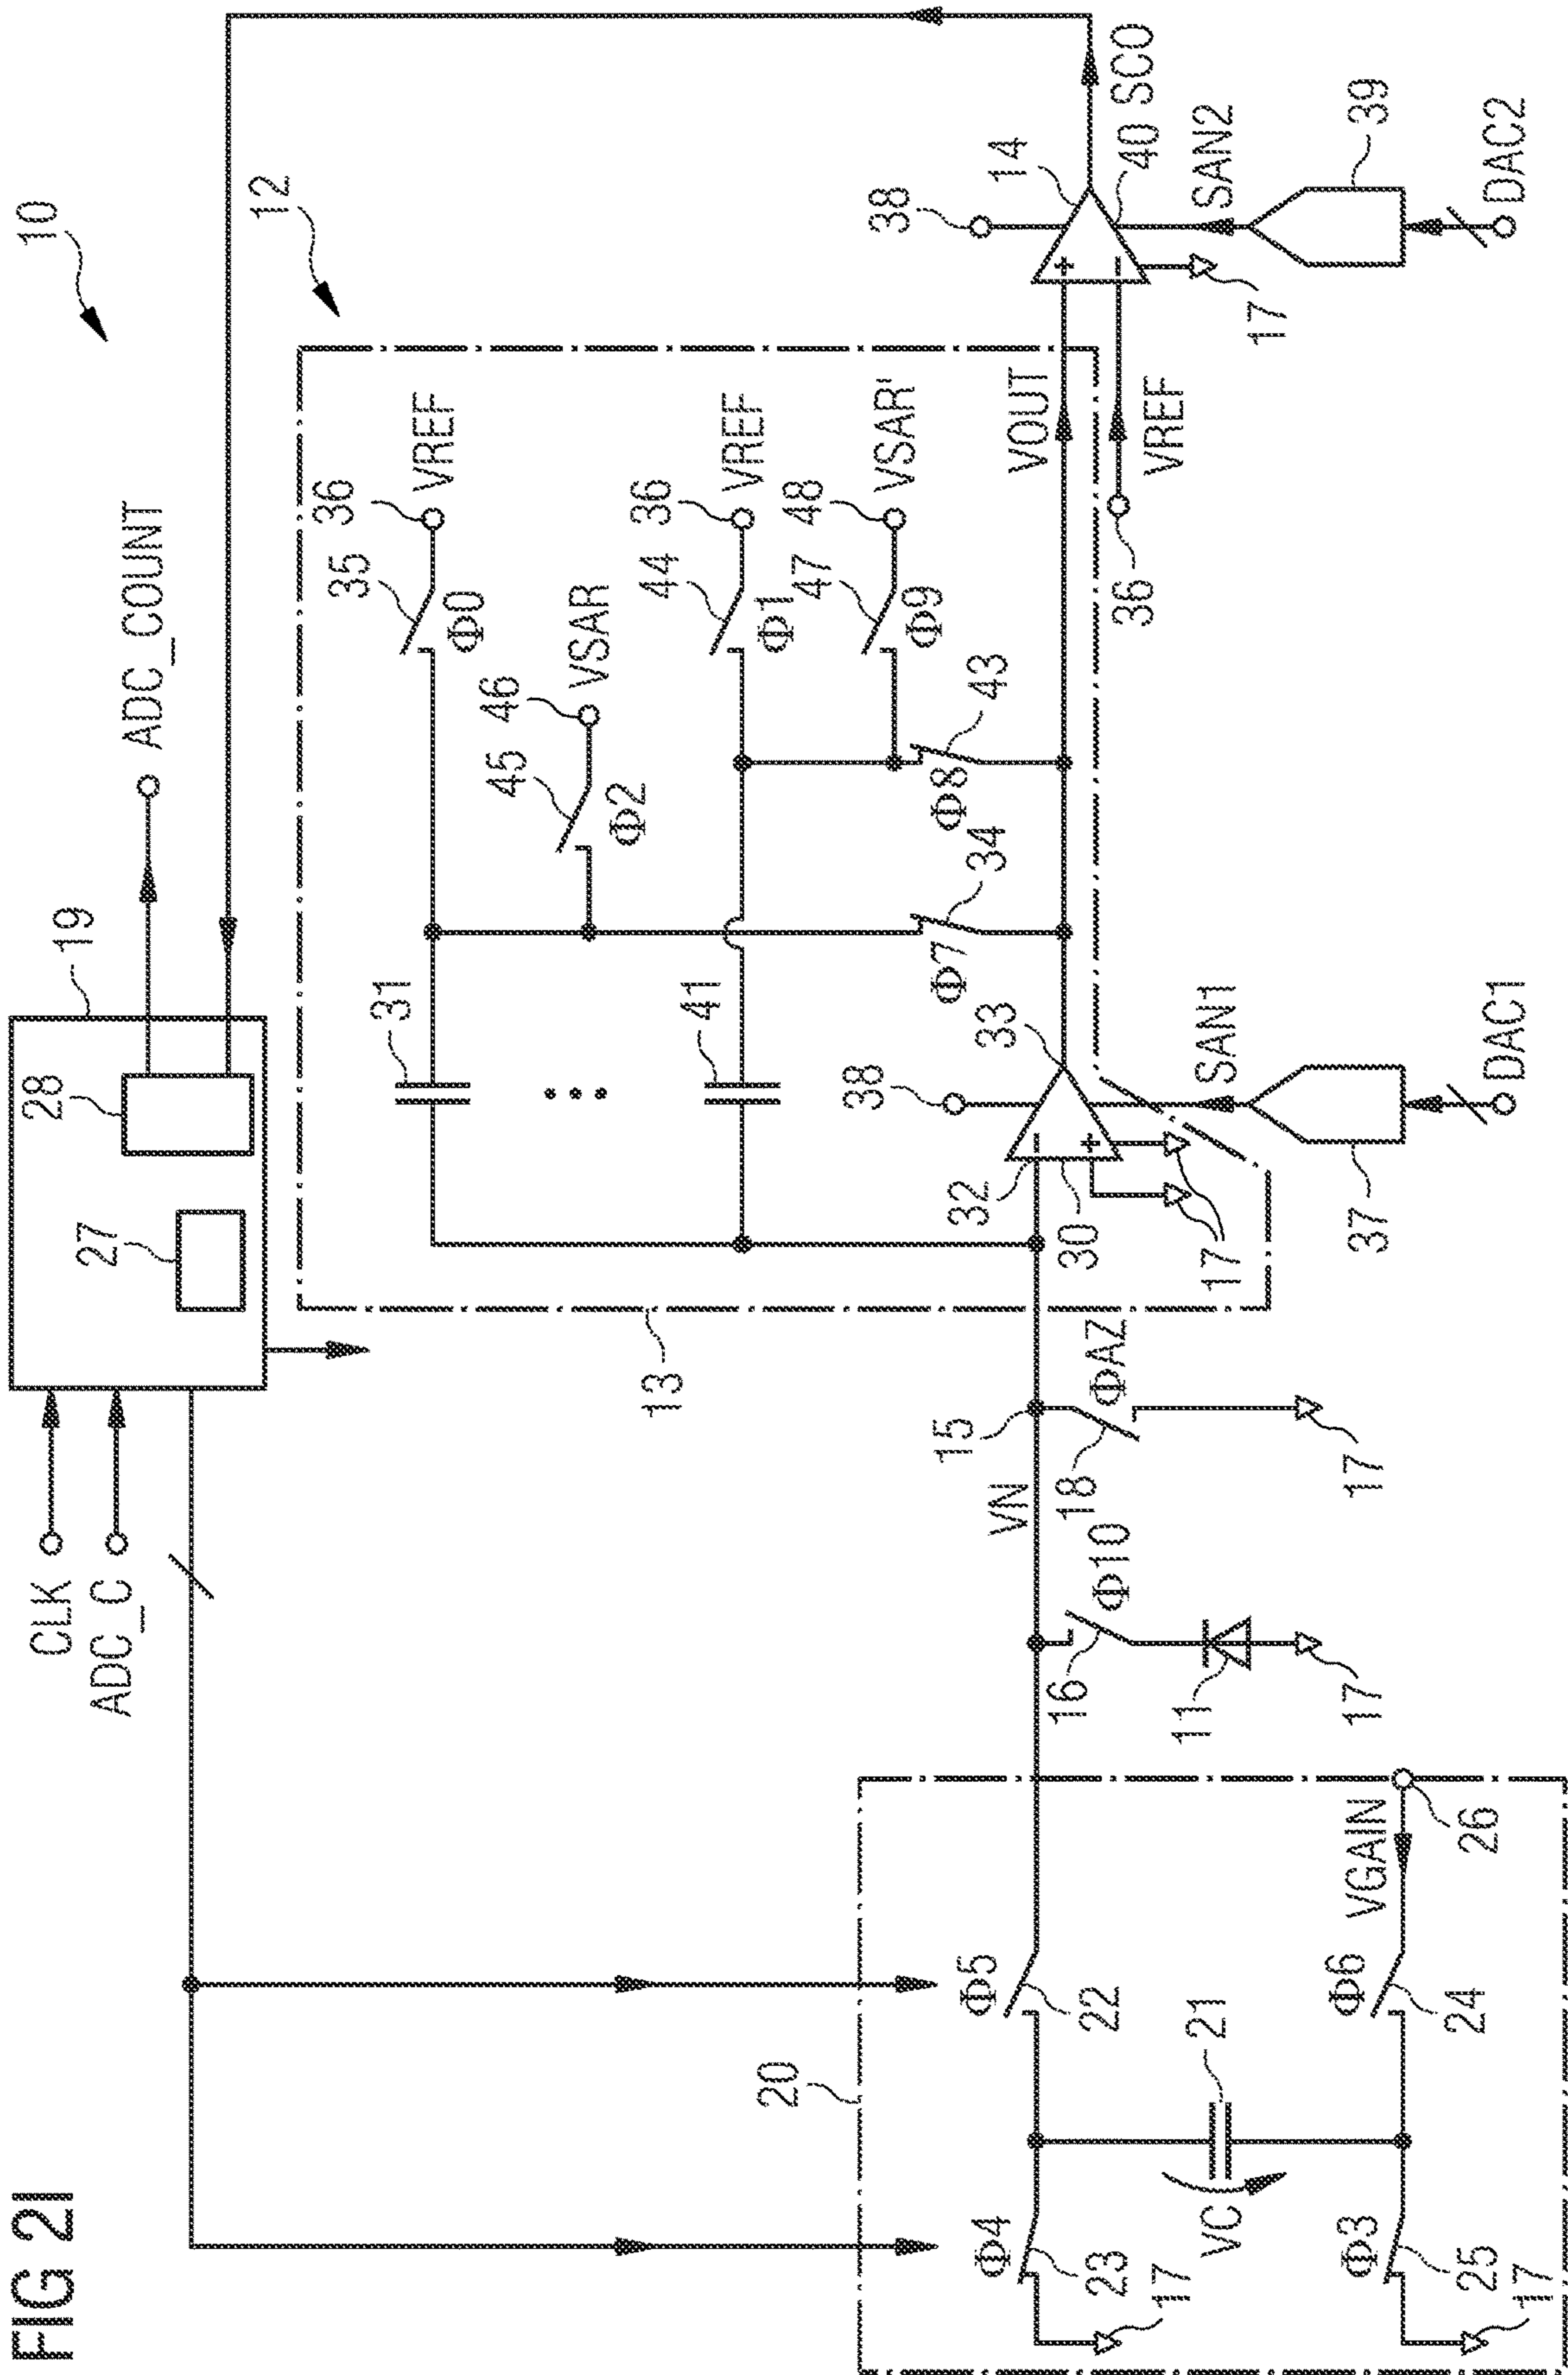 FIG 2I
10
12
CLK
ADC_C
19
27
28
ADC_COUNT
13
31
41
35
36
VREF
Φ0
45
46
VSAR
Φ2
44
36
VREF
Φ1
47
48
VSAR'
Φ9
Φ7
34
Φ8
43
VOUT
36
VREF
38
14
40
SCO
17
SAN2
39
DAC2
38
32
33
30
17
SAN1
37
DAC1
15
VN
18
ΦAZ
17
16
Φ10
11
17
20
Φ5
22
Φ4
23
17
21
VC
Φ6
24
VGAIN
26
Φ3
25
17